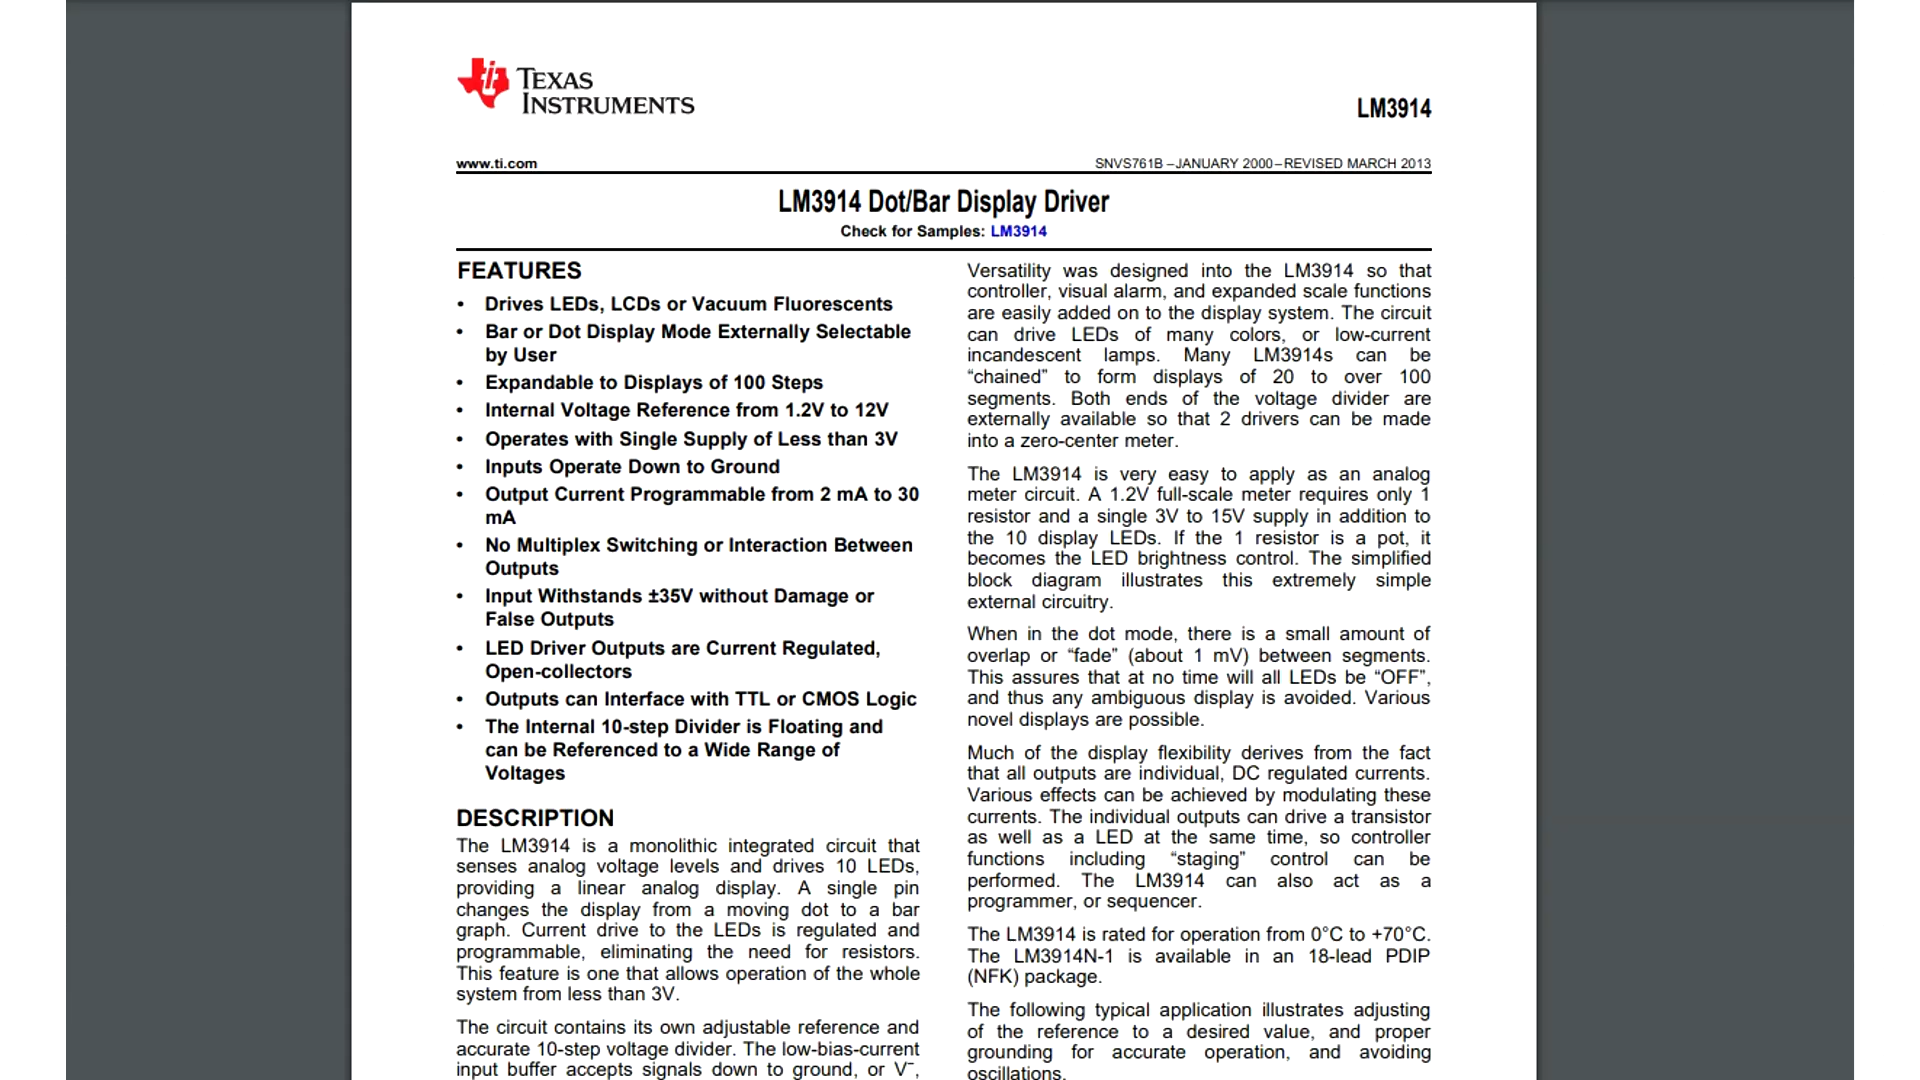 TEXAS
INSTRUMENTS
LM3914
www.ti.com
SNVS761B –JANUARY 2000–REVISED MARCH 2013
LM3914 Dot/Bar Display Driver
Check for Samples: LM3914
FEATURES
• Drives LEDs, LCDs or Vacuum Fluorescents
• Bar or Dot Display Mode Externally Selectable
by User
• Expandable to Displays of 100 Steps
• Internal Voltage Reference from 1.2V to 12V
• Operates with Single Supply of Less than 3V
• Inputs Operate Down to Ground
• Output Current Programmable from 2 mA to 30
mA
• No Multiplex Switching or Interaction Between
Outputs
• Input Withstands ±35V without Damage or
False Outputs
• LED Driver Outputs are Current Regulated,
Open-collectors
• Outputs can Interface with TTL or CMOS Logic
• The Internal 10-step Divider is Floating and
can be Referenced to a Wide Range of
Voltages
DESCRIPTION
The LM3914 is a monolithic integrated circuit that
senses analog voltage levels and drives 10 LEDs,
providing a linear analog display. A single pin
changes the display from a moving dot to a bar
graph. Current drive to the LEDs is regulated and
programmable, eliminating the need for resistors.
This feature is one that allows operation of the whole
system from less than 3V.
The circuit contains its own adjustable reference and
accurate 10-step voltage divider. The low-bias-current
input buffer accepts signals down to ground, or V⁻,
Versatility was designed into the LM3914 so that
controller, visual alarm, and expanded scale functions
are easily added on to the display system. The circuit
can drive LEDs of many colors, or low-current
incandescent lamps. Many LM3914s can be
“chained” to form displays of 20 to over 100
segments. Both ends of the voltage divider are
externally available so that 2 drivers can be made
into a zero-center meter.
The LM3914 is very easy to apply as an analog
meter circuit. A 1.2V full-scale meter requires only 1
resistor and a single 3V to 15V supply in addition to
the 10 display LEDs. If the 1 resistor is a pot, it
becomes the LED brightness control. The simplified
block diagram illustrates this extremely simple
external circuitry.
When in the dot mode, there is a small amount of
overlap or “fade” (about 1 mV) between segments.
This assures that at no time will all LEDs be “OFF”,
and thus any ambiguous display is avoided. Various
novel displays are possible.
Much of the display flexibility derives from the fact
that all outputs are individual, DC regulated currents.
Various effects can be achieved by modulating these
currents. The individual outputs can drive a transistor
as well as a LED at the same time, so controller
functions including “staging” control can be
performed. The LM3914 can also act as a
programmer, or sequencer.
The LM3914 is rated for operation from 0°C to +70°C.
The LM3914N-1 is available in an 18-lead PDIP
(NFK) package.
The following typical application illustrates adjusting
of the reference to a desired value, and proper
grounding for accurate operation, and avoiding
oscillations.